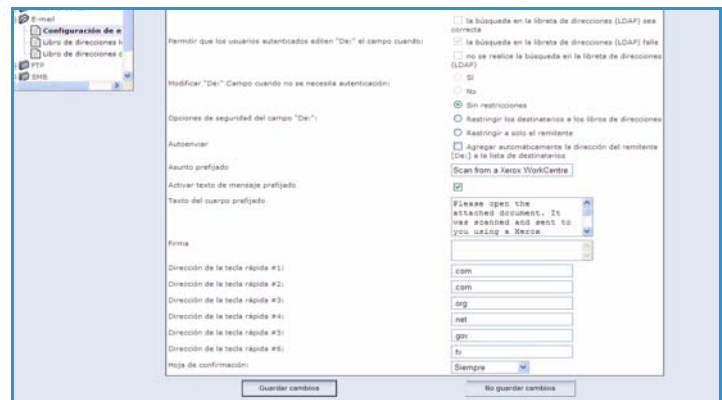 E-mail
Configuración de e
Libro de direcciones
Libro de direcciones
FTP
SMB
la búsqueda en la libreta de direcciones (LDAP) sea
correcta
Permitir que los usuarios autenticados editen "De:" el campo cuando:
la búsqueda en la libreta de direcciones (LDAP) falle
no se realice la búsqueda en la libreta de direcciones
(LDAP)
Modificar "De:" Campo cuando no se necesita autenticación:
Sí
No
Sin restricciones
Opciones de seguridad del campo "De:":
Restringir los destinatarios a los libros de direcciones
Restringir a solo el remitente
Autoenviar
Agregar automáticamente la dirección del remitente
[De:] a la lista de destinatarios
Asunto prefijado
Scan from a Xerox WorkCentre
Activar texto de mensaje prefijado
Texto del cuerpo prefijado
Please open the
attached document. It
was scanned and sent to
you using a Xerox
Firma
Dirección de la tecla rápida #1:
.com
Dirección de la tecla rápida #2:
.com
Dirección de la tecla rápida #3:
.org
Dirección de la tecla rápida #4:
.net
Dirección de la tecla rápida #5:
.gov
Dirección de la tecla rápida #6:
.tv
Hoja de confirmación:
Siempre
Guardar cambios
No guardar cambios